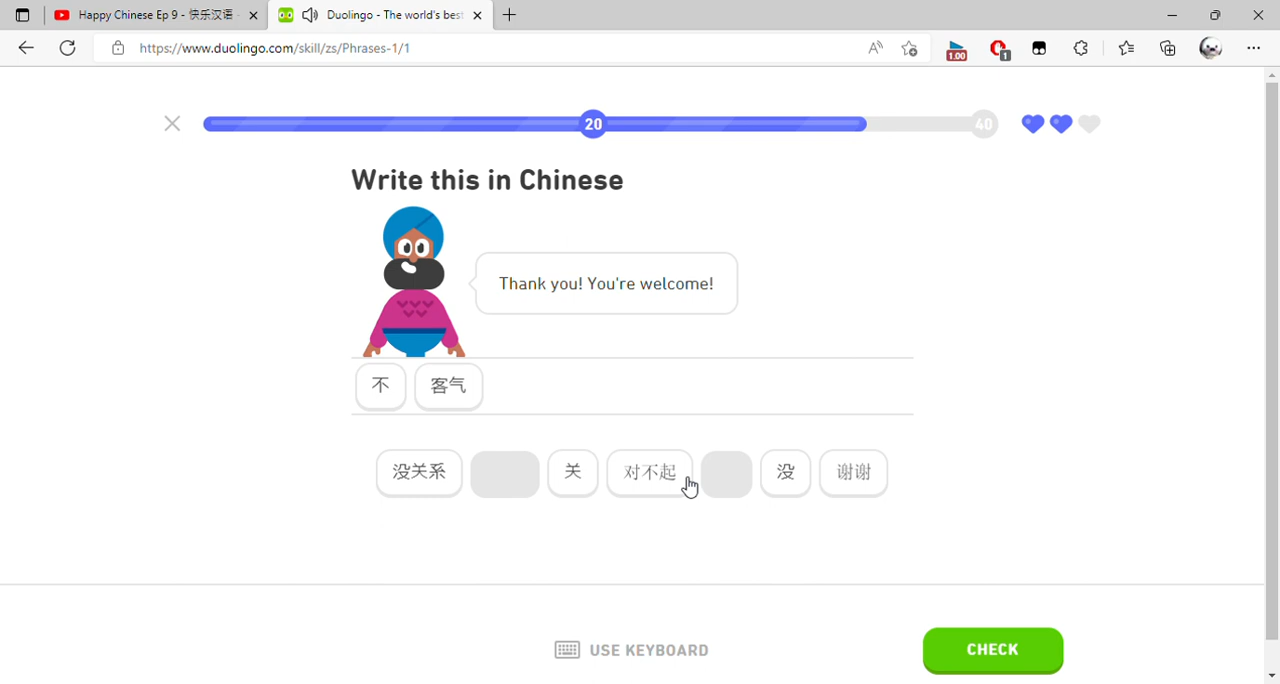 Happy Chinese Ep 9 - 快乐汉语 -
Duolingo - The world's best
https://www.duolingo.com/skill/zs/Phrases-1/1
1.00
1
20
40
Write this in Chinese
Thank you! You're welcome!
不 客气
没关系 关 对不起 没 谢谢
USE KEYBOARD
CHECK